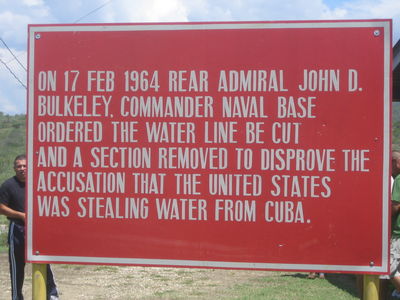 ON 17 FEB 1964 REAR ADMIRAL JOHN D.
BULKELEY, COMMANDER NAVAL BASE
ORDERED THE WATER LINE BE CUT
AND A SECTION REMOVED TO DISPROVE THE
ACCUSATION THAT THE UNITED STATES
WAS STEALING WATER FROM CUBA.